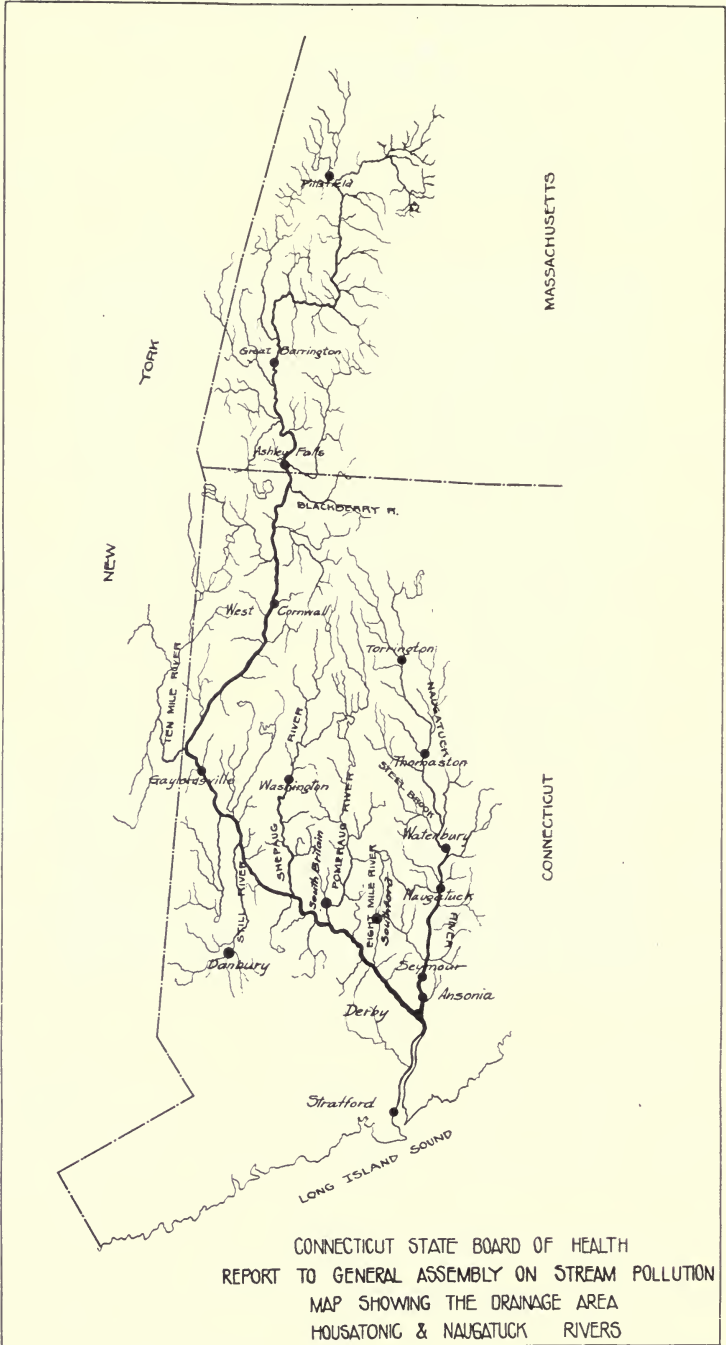 Pittsfield
MASSACHUSETTS
NEW YORK
Great Barrington
Ashley Falls
BLACKBERRY R.
West Cornwall
Torrington
TEN MILE RIVER
NAUGATUCK RIVER
Thomaston
STEEL BROOK
Gaylordsville
Washington
SHEPAUG RIVER
POMPERAUG RIVER
CONNECTICUT
Waterbury
South Britain
EIGHT MILE RIVER
Southford
Naugatuck
STILL RIVER
Danbury
Seymour
Ansonia
Derby
Stratford
LONG ISLAND SOUND
CONNECTICUT STATE BOARD OF HEALTH
REPORT TO GENERAL ASSEMBLY ON STREAM POLLUTION
MAP SHOWING THE DRAINAGE AREA
HOUSATONIC & NAUGATUCK RIVERS